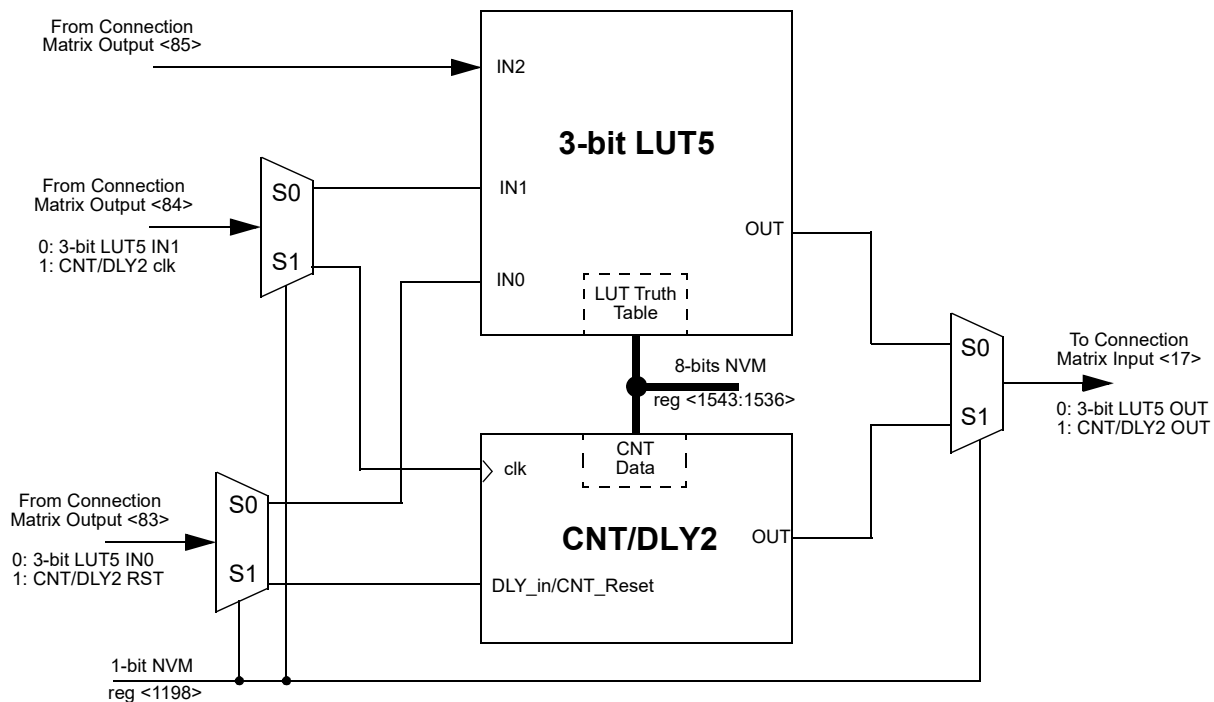 From Connection
Matrix Output <85>
IN2
3-bit LUT5
From Connection
Matrix Output <84>
S0
IN1
0: 3-bit LUT5 IN1
1: CNT/DLY2 clk
S1
OUT
IN0
LUT Truth
Table
S0
To Connection
Matrix Input <17>
8-bits NVM
reg <1543:1536>
S1
0: 3-bit LUT5 OUT
1: CNT/DLY2 OUT
CNT
Data
clk
From Connection
Matrix Output <83>
S0
CNT/DLY2
OUT
0: 3-bit LUT5 IN0
1: CNT/DLY2 RST
S1
DLY_in/CNT_Reset
1-bit NVM
reg <1198>